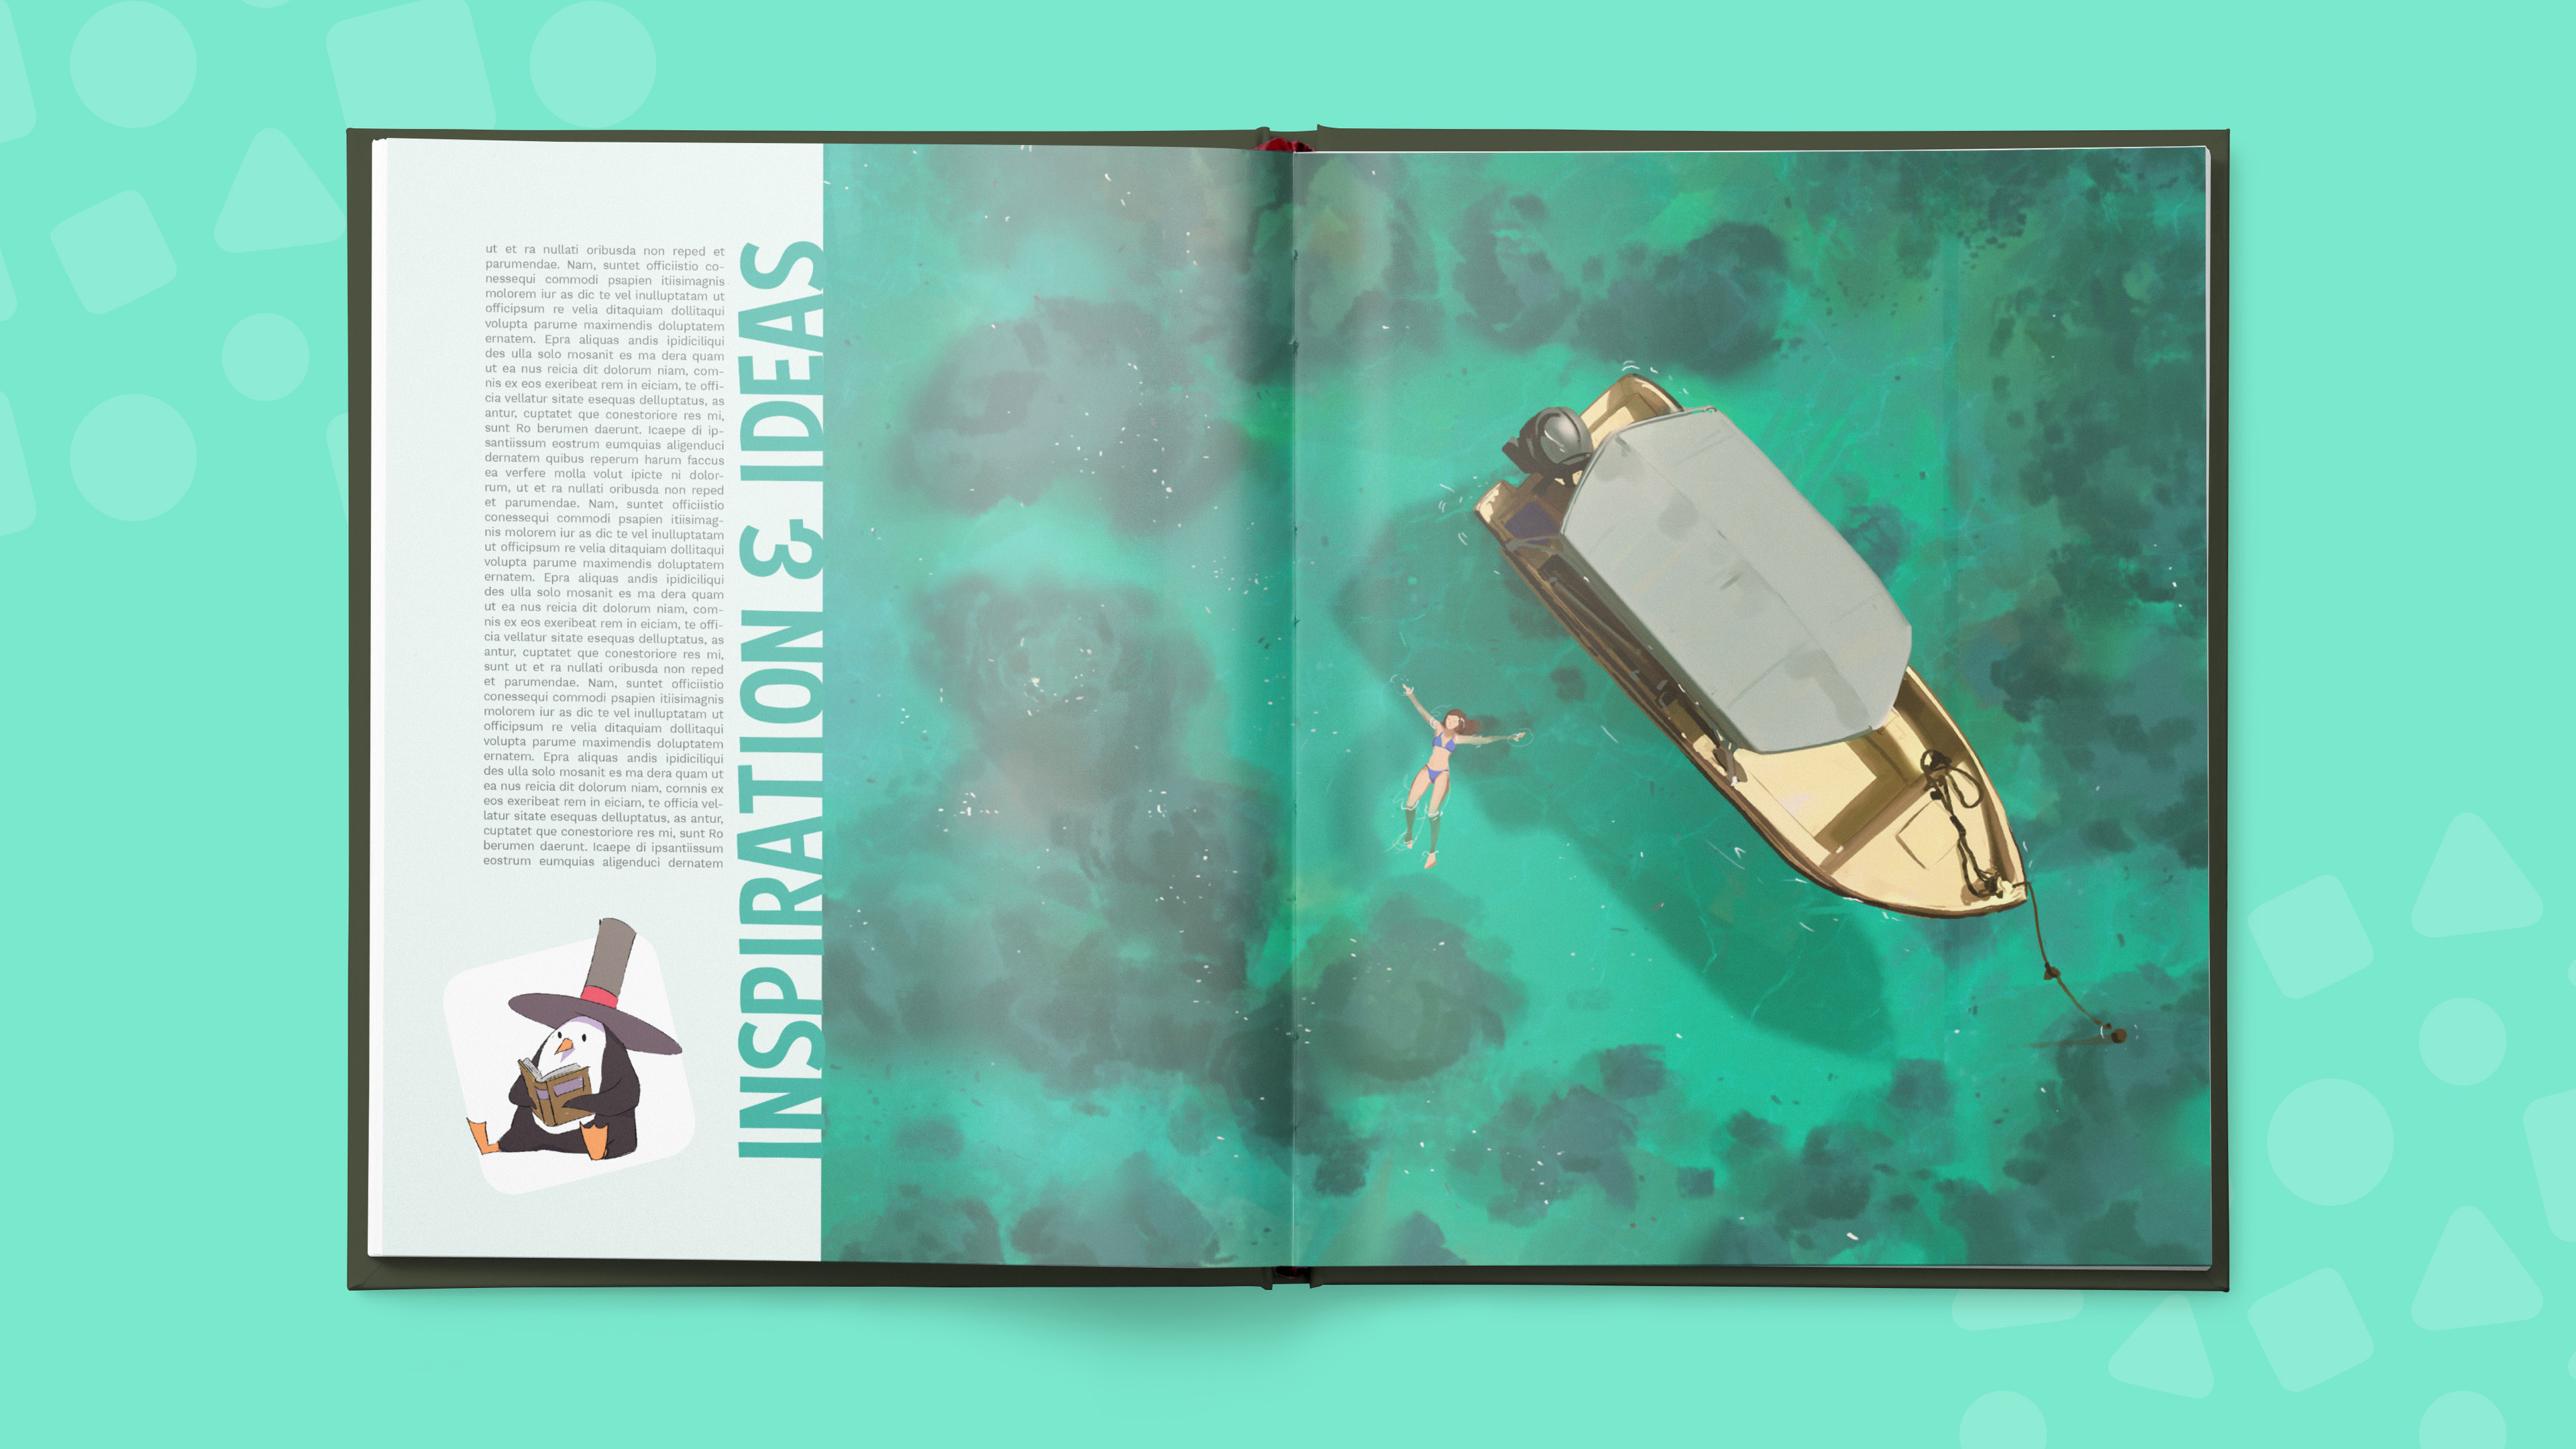 ut et ra nullati oribusda non reped et
parumendae. Nam, suntet officiistio co-
nessequi commodi psapien itiisimagnis
molorem iur as dic te vel inulluptatam ut
officipsum re velia ditaquiam dollitaqui
volupta parume maximendis doluptatem
ernatem. Epra aliquas andis ipidiciliqui
des ulla solo mosanit es ma dera quam
ut ea nus reicia dit dolorum niam, com-
nis ex eos exeribeat rem in eiciam, te offi-
cia vellatur sitate esequas delluptatus, as
antur, cuptatet que conestoriore res mi,
sunt Ro berumen daerunt. Icaepe di ip-
santiissum eostrum eumquias aligenduci
dernatem quibus reperum harum faccus
ea verfere molla volut ipicte ni dolor-
rum, ut et ra nullati oribusda non reped
et parumendae. Nam, suntet officiistio
conessequi commodi psapien itiisimag-
nis molorem iur as dic te vel inulluptatam
ut officipsum re velia ditaquiam dollitaqui
volupta parume maximendis doluptatem
ernatem. Epra aliquas andis ipidiciliqui
des ulla solo mosanit es ma dera quam
ut ea nus reicia dit dolorum niam, com-
nis ex eos exeribeat rem in eiciam, te offi-
cia vellatur sitate esequas delluptatus, as
antur, cuptatet que conestoriore res mi,
sunt ut et ra nullati oribusda non reped
et parumendae. Nam, suntet officiistio
conessequi commodi psapien itiisimagnis
molorem iur as dic te vel inulluptatam ut
officipsum re velia ditaquiam dollitaqui
volupta parume maximendis doluptatem
ernatem. Epra aliquas andis ipidiciliqui
des ulla solo mosanit es ma dera quam ut
ea nus reicia dit dolorum niam, comnis ex
eos exeribeat rem in eiciam, te officia vel-
latur sitate esequas delluptatus, as antur,
cuptatet que conestoriore res mi, sunt Ro
berumen daerunt. Icaepe di ipsantiissum
eostrum eumquias aligenduci dernatem
INSPIRATION & IDEAS